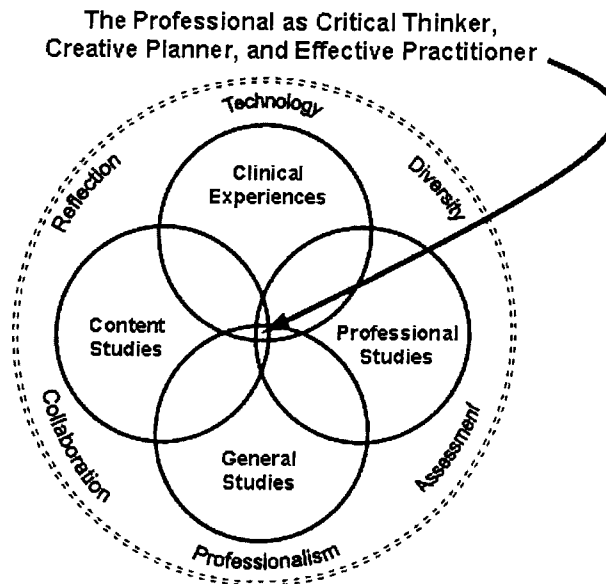 The Professional as Critical Thinker,
Creative Planner, and Effective Practitioner
Technology
Reflection
Diversity
Clinical
Experiences
Content
Studies
Professional
Studies
General
Studies
Collaboration
Assessment
Professionalism